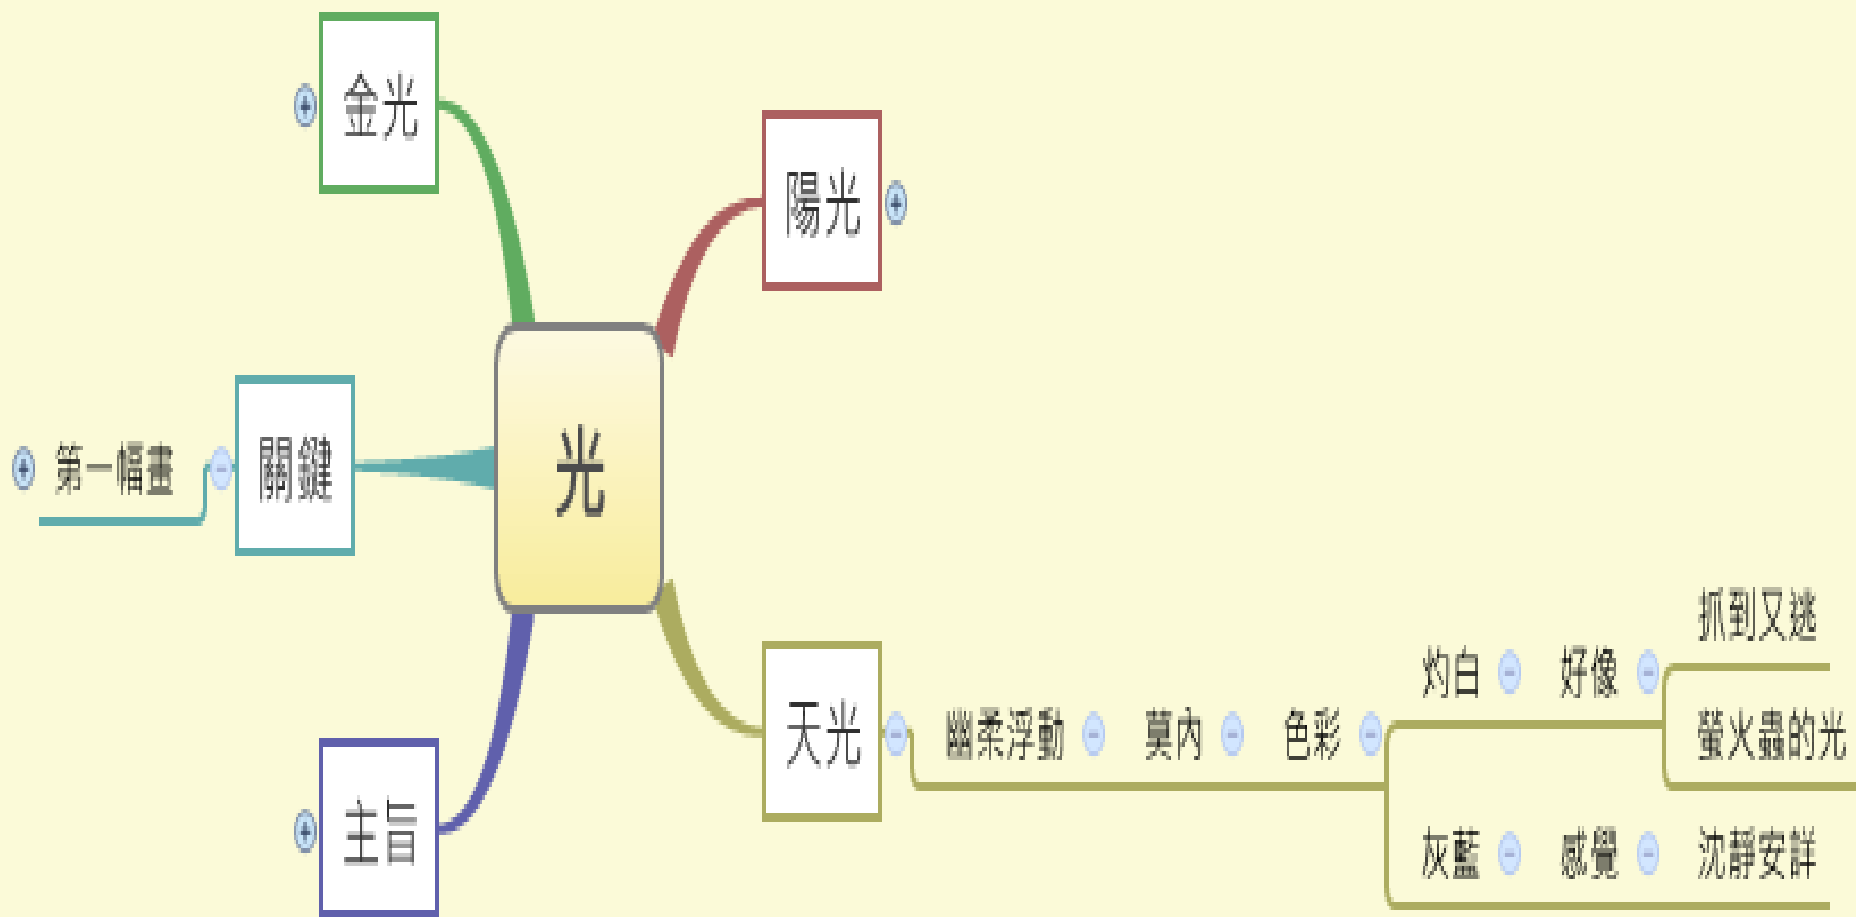 金光
陽光
關鍵
第一幅畫
光
主旨
天光
幽柔浮動
莫內
色彩
灼白
好像
抓到又逃
螢火蟲的光
灰藍
感覺
沈靜安詳